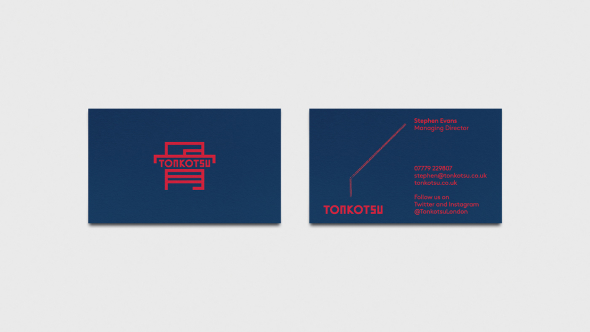 TONKOTSU
Stephen Evans
Managing Director
07779 229807
stephen@tonkotsu.co.uk
tonkotsu.co.uk
Follow us on
Twitter and Instagram
@TonkotsuLondon
TONKOTSU